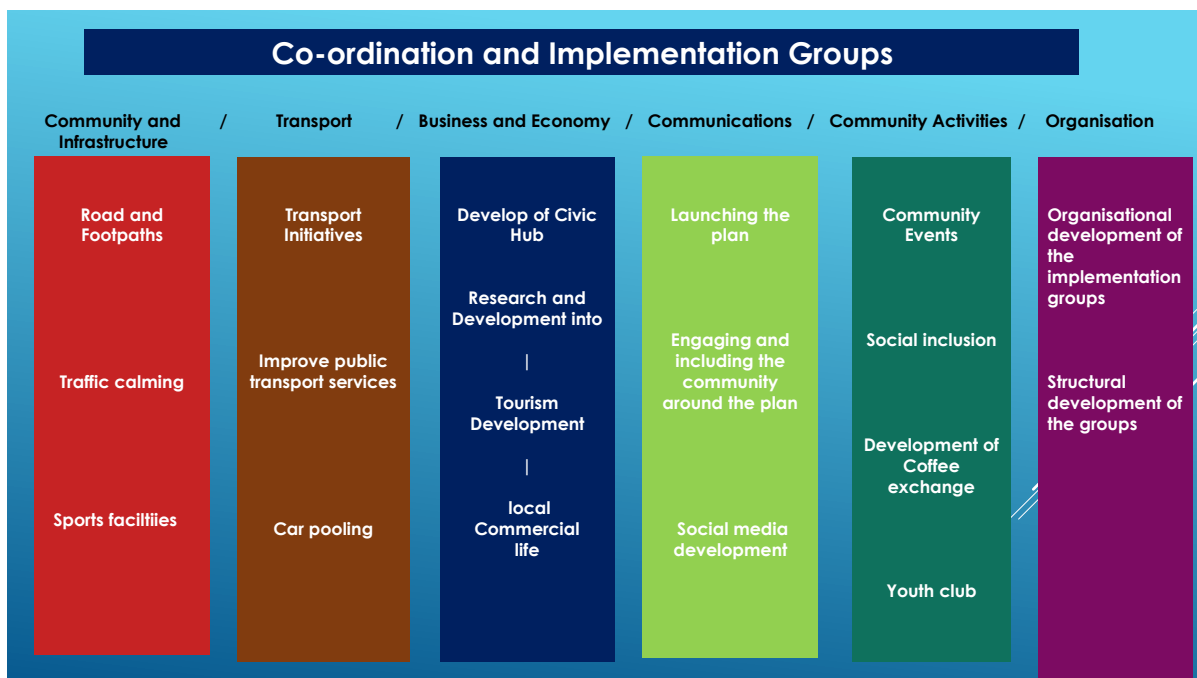 Co-ordination and Implementation Groups
Community and / Transport / Business and Economy / Communications / Community Activities / Organisation
Infrastructure
Road and
Footpaths
Traffic calming
Sports faciltiies
Transport
Initiatives
Improve public
transport services
Car pooling
Develop of Civic
Hub
Research and
Development into
|
Tourism
Development
|
local
Commercial
life
Launching the
plan
Engaging and
including the
community
around the plan
Social media
development
Community
Events
Social inclusion
Development of
Coffee
exchange
Youth club
Organisational
development of
the
implementation
groups
Structural
development of
the groups